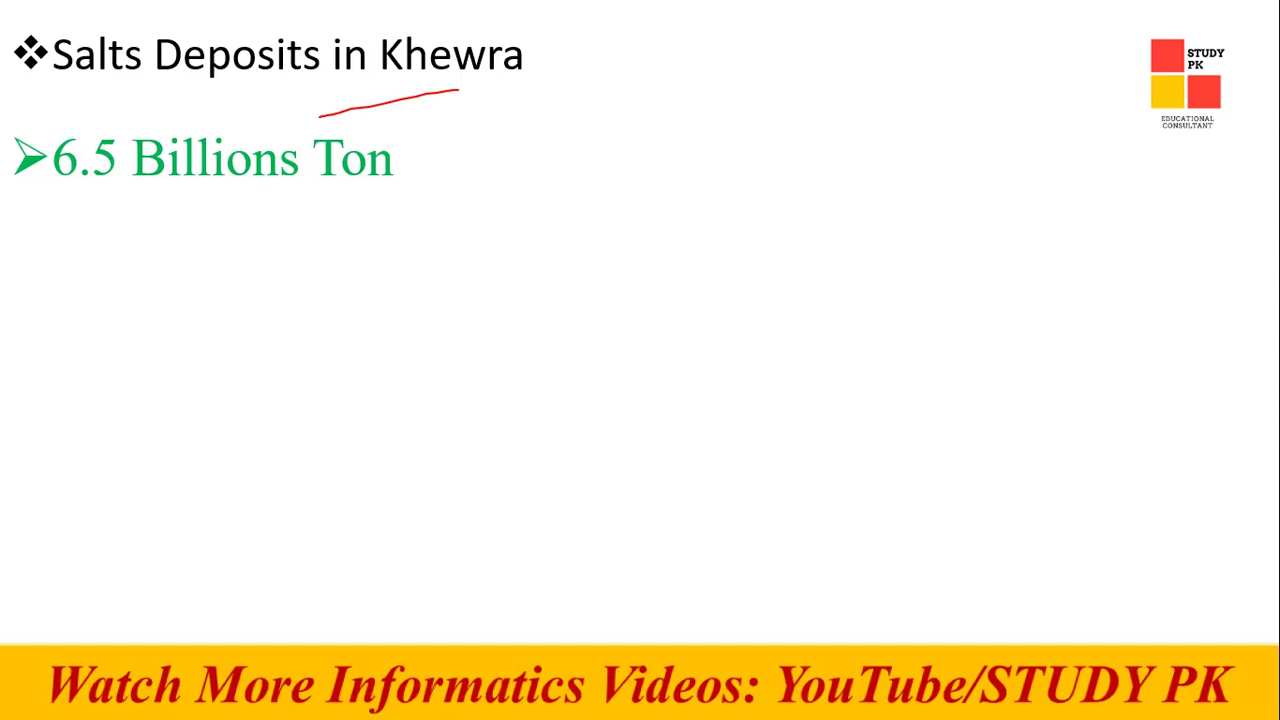 ❖Salts Deposits in Khewra
STUDY
PK
EDUCATIONAL
CONSULTANT
➢6.5 Billions Ton
Watch More Informatics Videos: YouTube/STUDY PK